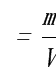 = m/V